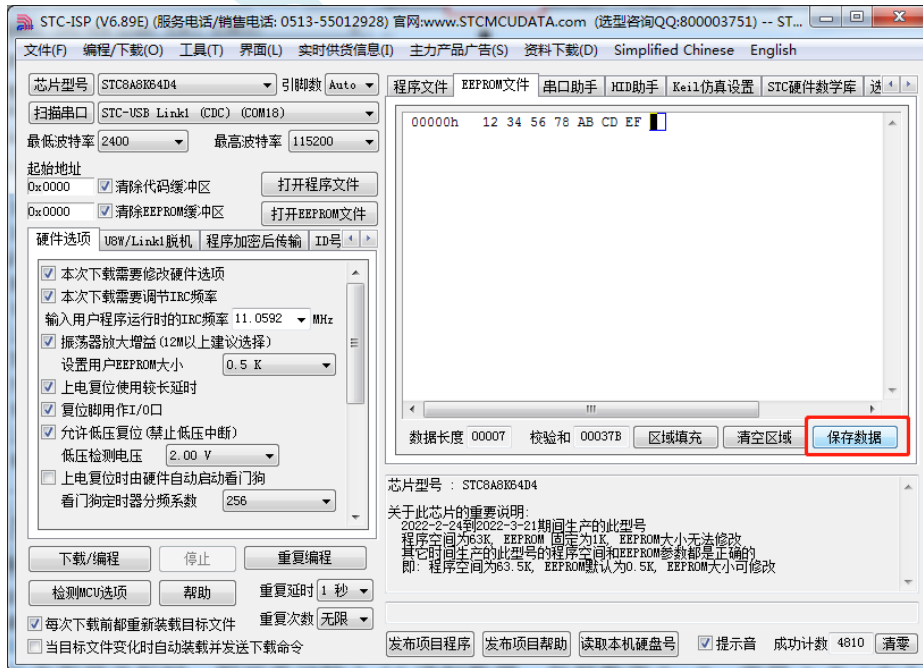 STC-ISP (V6.89E) (服务电话/销售电话: 0513-55012928) 官网:www.STCMCUDATA.com (选型咨询QQ:800003751) -- ST...
文件(F) 编程/下载(O) 工具(T) 界面(L) 实时供货信息(I) 主力产品广告(S) 资料下载(D) Simplified Chinese English
芯片型号 STC8A8K64D4 引脚数 Auto
扫描串口 STC-USB Link1 (CDC) (COM18)
最低波特率 2400 最高波特率 115200
起始地址
0x0000 清除代码缓冲区 打开程序文件
0x0000 清除EEPROM缓冲区 打开EEPROM文件
硬件选项 U8W/Link1脱机 程序加密后传输 ID号
本次下载需要修改硬件选项
本次下载需要调节IRC频率
输入用户程序运行时的IRC频率 11.0592 MHz
振荡器放大增益(12M以上建议选择)
设置用户EEPROM大小 0.5 K
上电复位使用较长延时
复位脚用作I/O口
允许低压复位(禁止低压中断)
低压检测电压 2.00 V
上电复位时由硬件自动启动看门狗
看门狗定时器分频系数 256
下载/编程 停止 重复编程
检测MCU选项 帮助 重复延时 1 秒
每次下载前都重新装载目标文件 重复次数 无限
当目标文件变化时自动装载并发送下载命令
程序文件 EEPROM文件 串口助手 HID助手 Keil仿真设置 STC硬件数学库 选
00000h 12 34 56 78 AB CD EF
数据长度 00007 校验和 0037B 区域填充 清空区域 保存数据
芯片型号 : STC8A8K64D4
关于此芯片的重要说明:
2022-2-24到2022-3-21期间生产的此型号
程序空间为63K, EEPROM 固定为1K, EEPROM大小无法修改
其它时间生产的此型号的程序空间和EEPROM参数都是正确的
即: 程序空间为63.5K, EEPROM默认为0.5K, EEPROM大小可修改
发布项目程序 发布项目帮助 读取本机硬盘号 提示音 成功计数 4810 清零